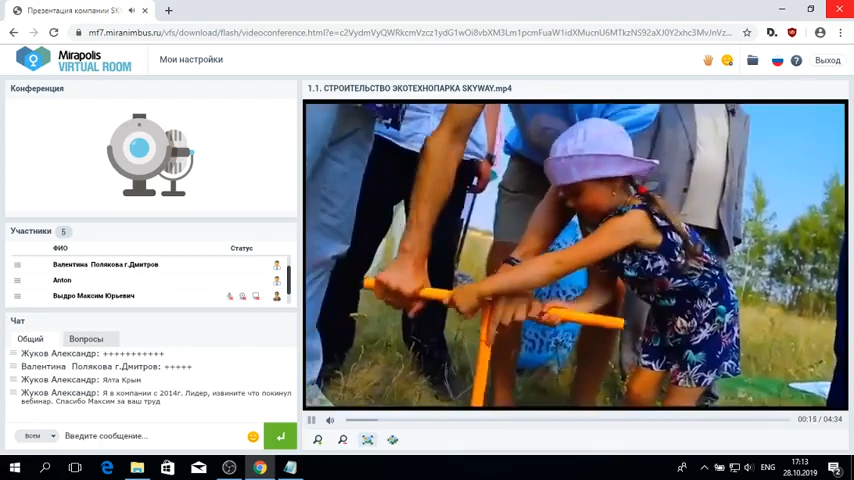 Презентация компании SKY
mf7.miranimbus.ru/vfs/download/flash/videoconference.html?e=c2VydmVyQWRkcmVzcz1ydG1wOi8vbXM3Lm1pcmFuaW1idXMucnU6MTkzNS92aXJ0Y2xhc3MvJnVz...
Mirapolis
VIRTUAL ROOM
Мои настройки
Выход
Конференция
1.1. СТРОИТЕЛЬСТВО ЭКОТЕХНОПАРКА SKYWAY.mp4
Участники 5
ФИО Статус
Валентина Полякова г.Дмитров
Anton
Выдро Максим Юрьевич
Чат
Общий Вопросы
Жуков Александр: +++++++++++
Валентина Полякова г.Дмитров: +++++
Жуков Александр: Ялта Крым
Жуков Александр: Я в компании с 2014г. Лидер, извините что покинул
вебинар. Спасибо Максим за ваш труд
Всем Введите сообщение...
00:15 / 04:34
ENG
17:13
28.10.2019
2